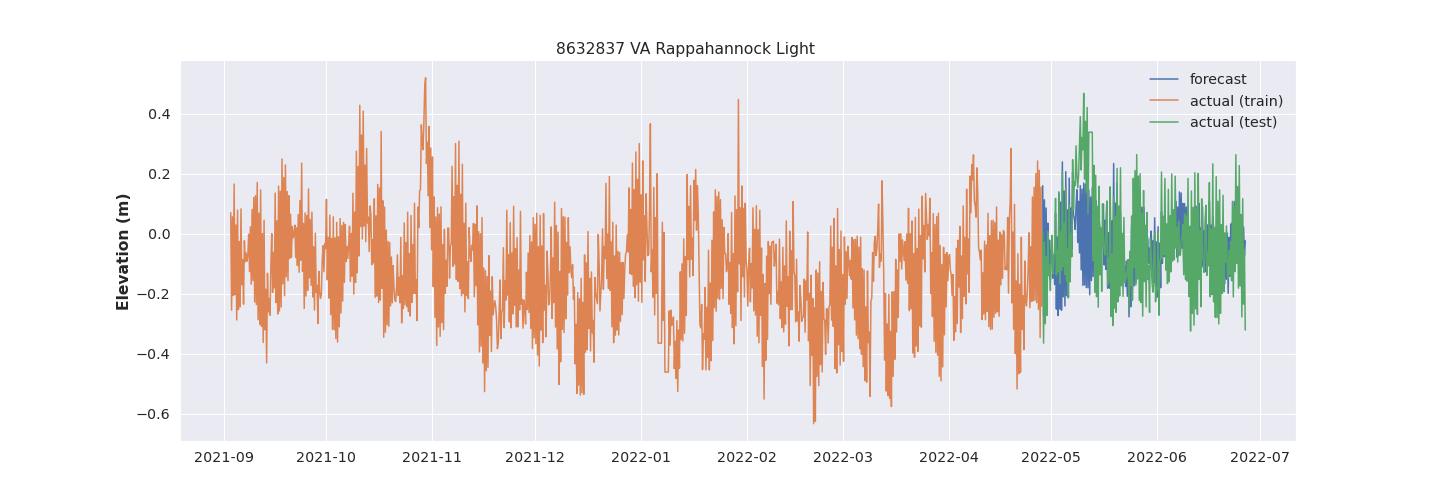 8632837 VA Rappahannock Light
forecast
actual (train)
actual (test)
Elevation (m)
0.4
0.2
0.0
−0.2
−0.4
−0.6
2021-09 2021-10 2021-11 2021-12 2022-01 2022-02 2022-03 2022-04 2022-05 2022-06 2022-07